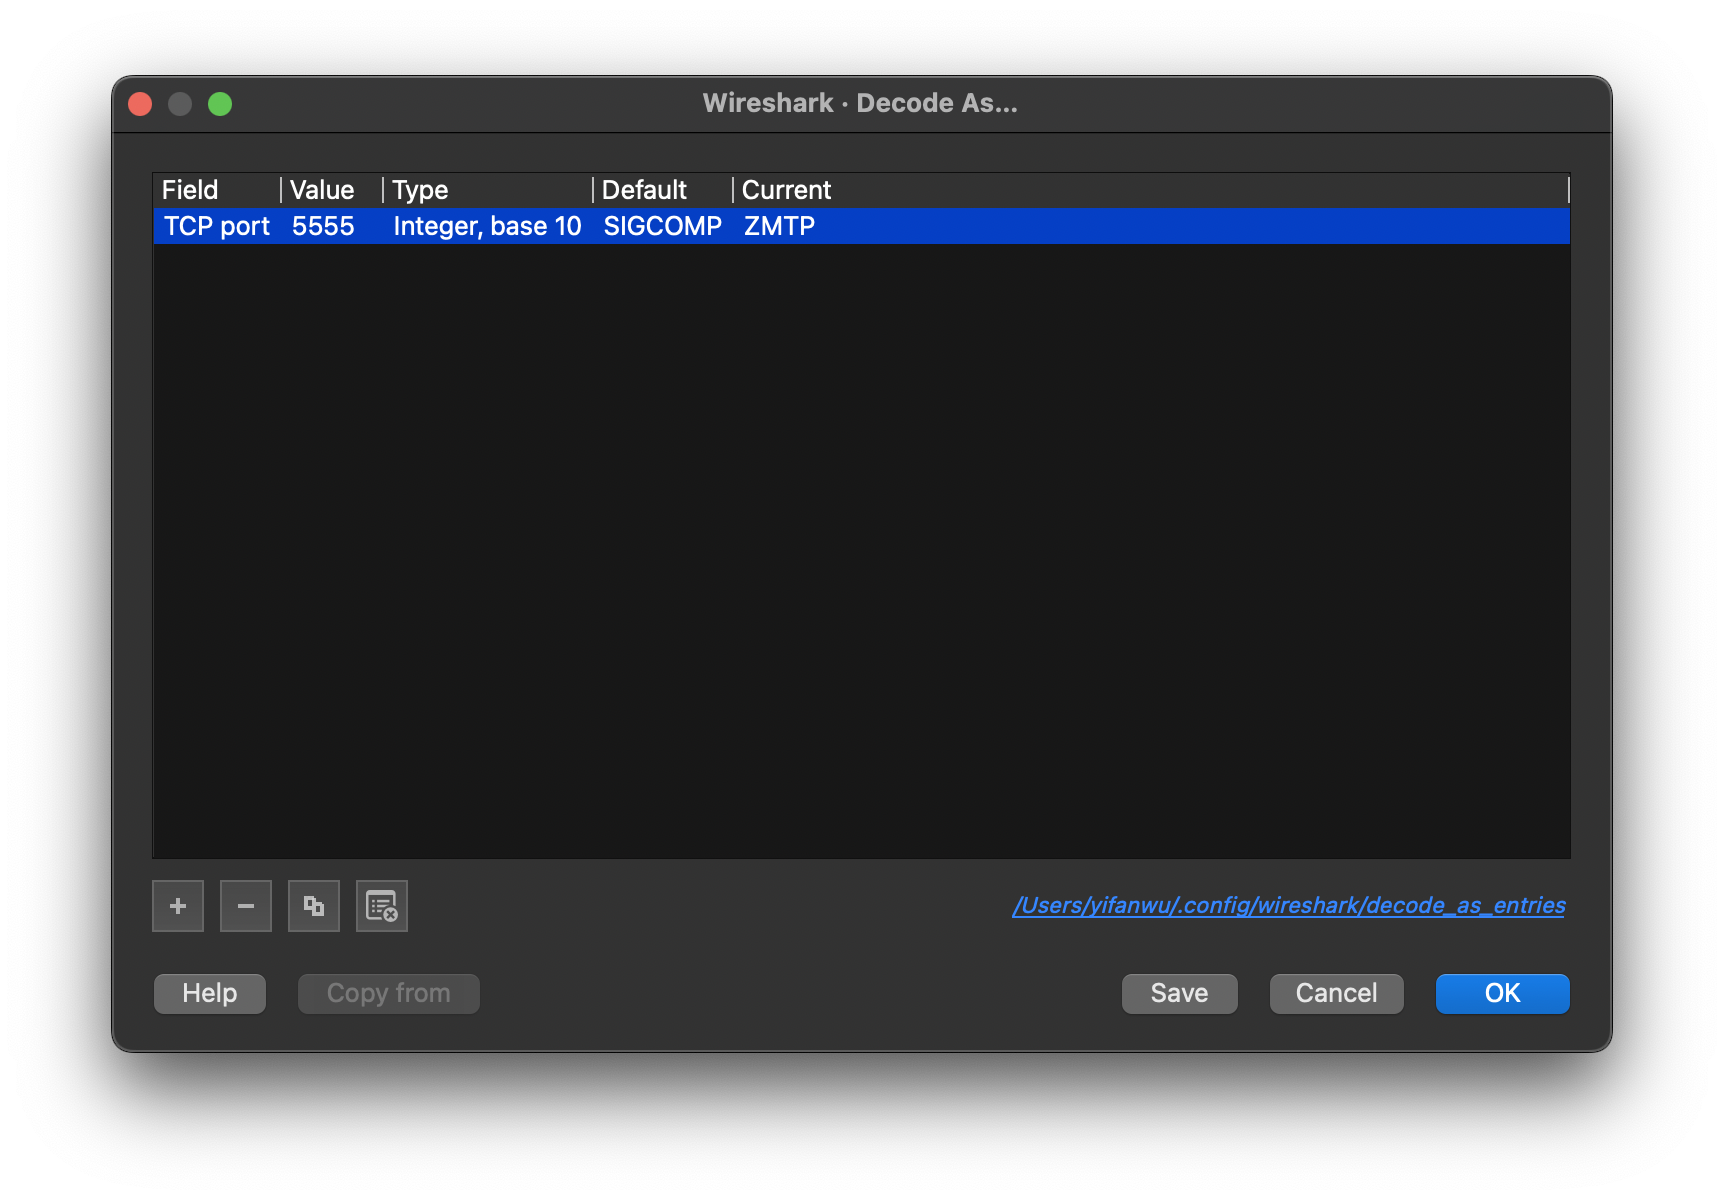 Wireshark · Decode As...
Field Value Type Default Current
TCP port 5555 Integer, base 10 SIGCOMP ZMTP
/Users/yifanwu/.config/wireshark/decode_as_entries
Help Copy from Save Cancel OK